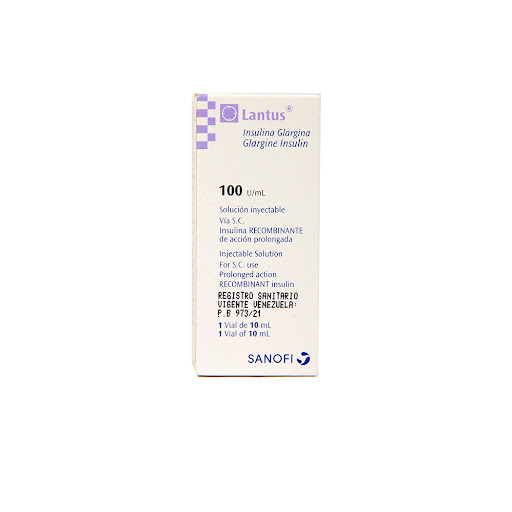 Lantus®
Insulina Glargina
Glargine Insulin
100 U/mL
Solución inyectable
Vía S.C.
Insulina RECOMBINANTE
de acción prolongada
Injectable Solution
For S.C. use
Prolonged action
RECOMBINANT insulin
REGISTRO SANITARIO
VIGENTE VENEZUELA:
P.B 973/21
1 Vial de 10 mL
1 Vial of 10 mL
SANOFI